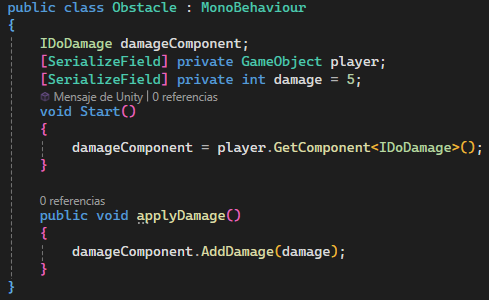 public class Obstacle : MonoBehaviour
{
    IDoDamage damageComponent;
    [SerializeField] private GameObject player;
    [SerializeField] private int damage = 5;
    Mensaje de Unity | 0 referencias
    void Start()
    {
        damageComponent = player.GetComponent<IDoDamage>();
    }
    0 referencias
    public void applyDamage()
    {
        damageComponent.AddDamage(damage);
    }
}